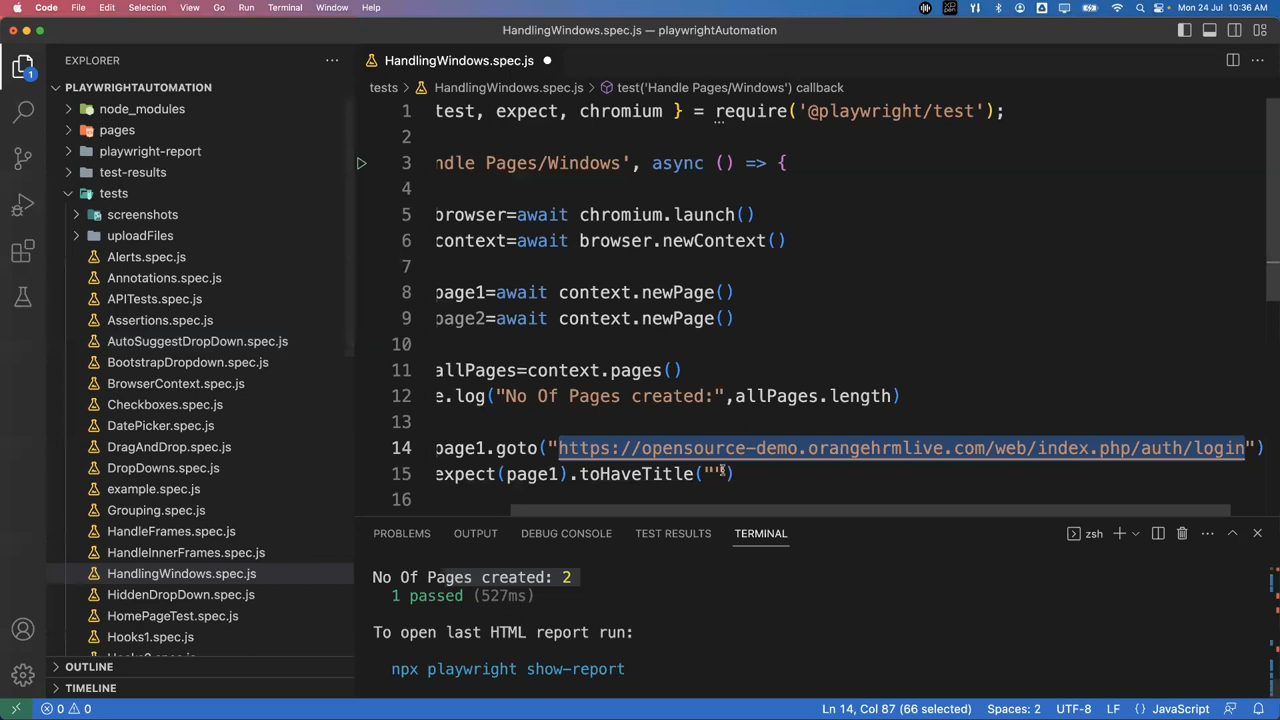 Code File Edit Selection View Go Run Terminal Window Help Mon 24 Jul 10:36 AM
HandlingWindows.spec.js — playwrightAutomation
EXPLORER
HandlingWindows.spec.js
PLAYWRIGHTAUTOMATION
tests HandlingWindows.spec.js test('Handle Pages/Windows') callback
node_modules
pages
playwright-report
test-results
tests
screenshots
uploadFiles
Alerts.spec.js
Annotations.spec.js
APITests.spec.js
Assertions.spec.js
AutoSuggestDropDown.spec.js
BootstrapDropdown.spec.js
BrowserContext.spec.js
Checkboxes.spec.js
DatePicker.spec.js
DragAndDrop.spec.js
DropDowns.spec.js
example.spec.js
Grouping.spec.js
HandleFrames.spec.js
HandleInnerFrames.spec.js
HandlingWindows.spec.js
HiddenDropDown.spec.js
HomePageTest.spec.js
Hooks1.spec.js
OUTLINE
TIMELINE
1 test, expect, chromium } = require('@playwright/test');
2
3 ndle Pages/Windows', async () => {
4
5 browser=await chromium.launch()
6 context=await browser.newContext()
7
8 page1=await context.newPage()
9 page2=await context.newPage()
10
11 allPages=context.pages()
12 e.log("No Of Pages created:",allPages.length)
13
14 page1.goto("https://opensource-demo.orangehrmlive.com/web/index.php/auth/login")
15 expect(page1).toHaveTitle("")
16
PROBLEMS OUTPUT DEBUG CONSOLE TEST RESULTS TERMINAL zsh
No Of Pages created: 2
1 passed (527ms)
To open last HTML report run:
npx playwright show-report
0 0 Ln 14, Col 87 (66 selected) Spaces: 2 UTF-8 LF {} JavaScript